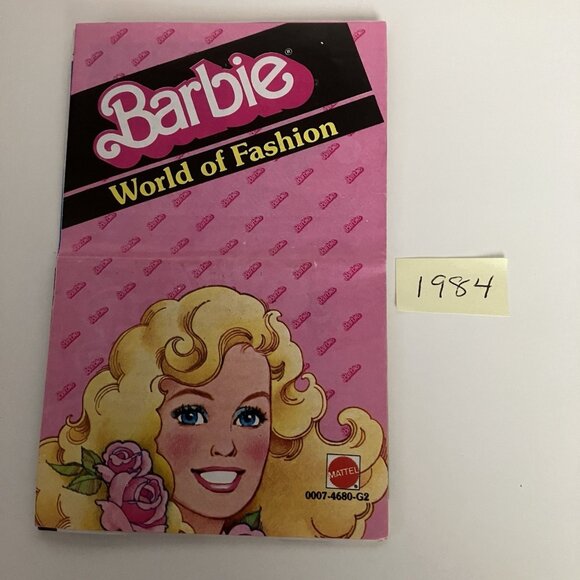 Barbie®
World of Fashion
1984
MATTEL
0007-4680-G2